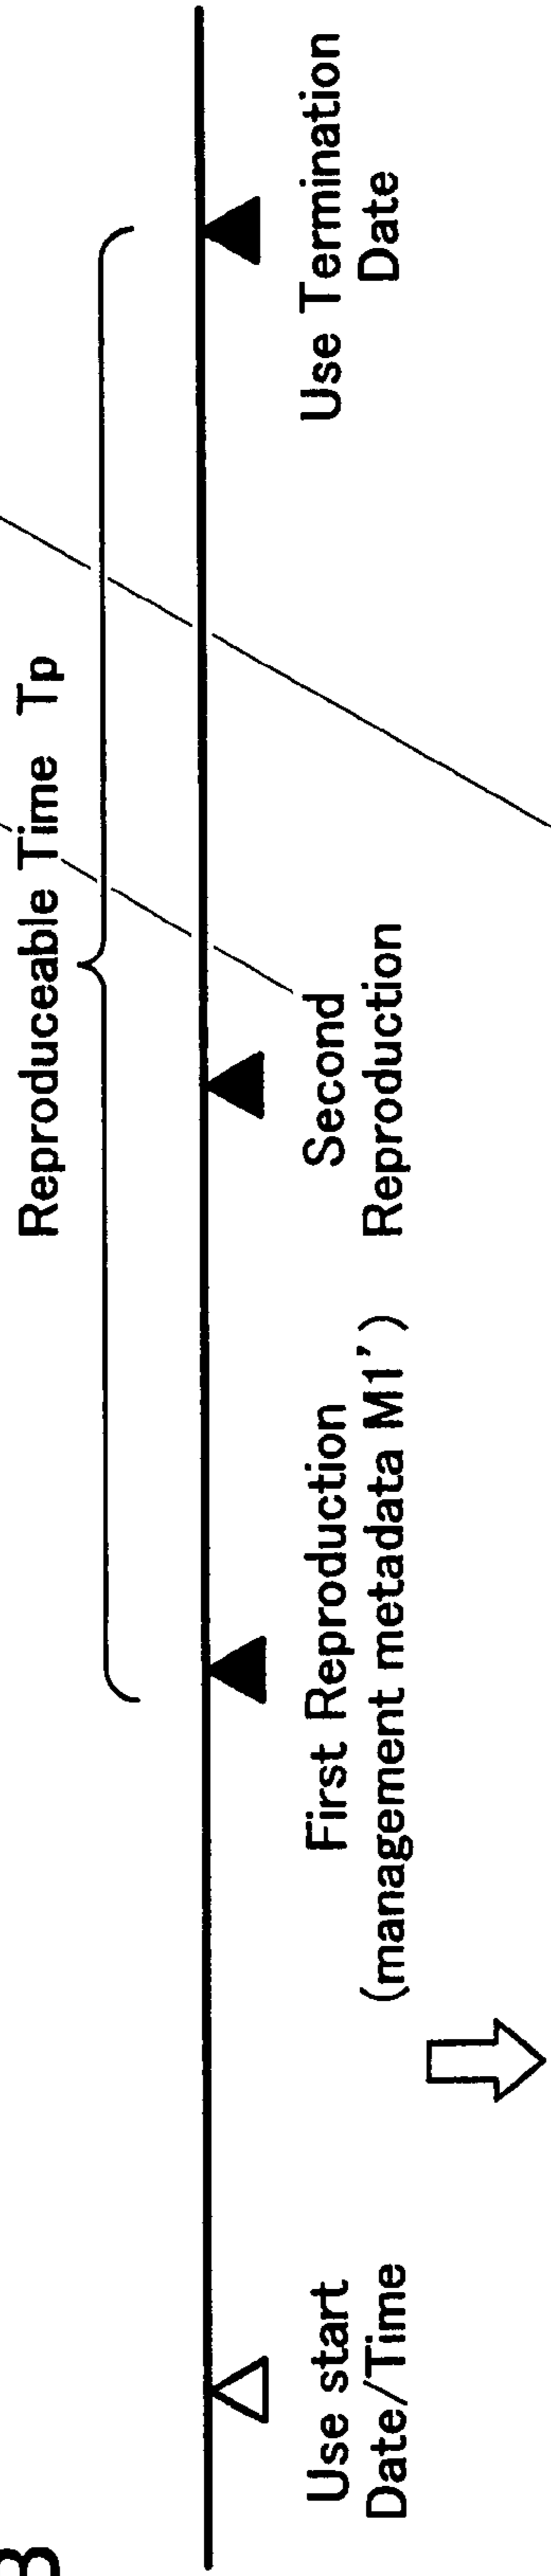 Reproduceable Time Tp
Use start
Date/Time
First Reproduction
(management metadata M1')
Second
Reproduction
Use Termination
Date